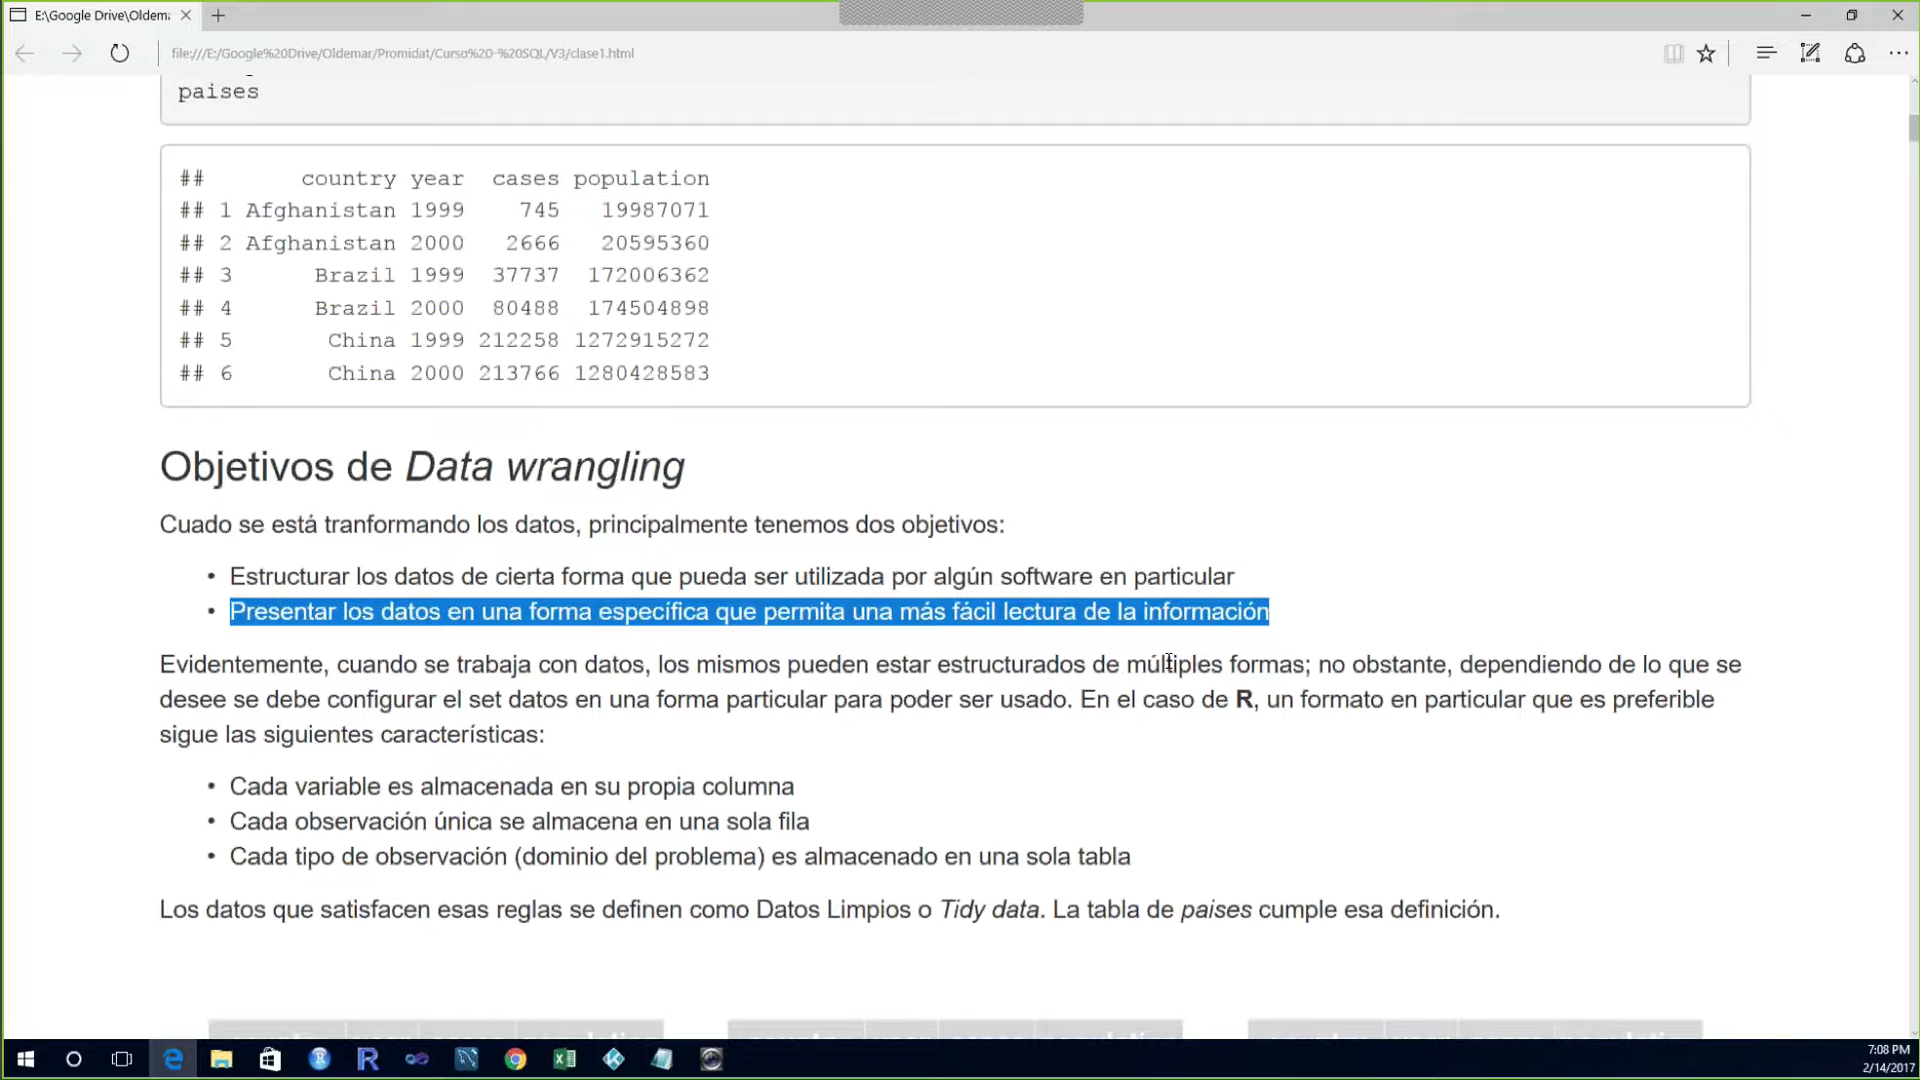 E:\Google Drive\Oldema
file:///E:/Google%20Drive/Oldemar/Promidat/Curso%20-%20SQL/V3/clase1.html
paises
## country year cases population
## 1 Afghanistan 1999 745 19987071
## 2 Afghanistan 2000 2666 20595360
## 3 Brazil 1999 37737 172006362
## 4 Brazil 2000 80488 174504898
## 5 China 1999 212258 1272915272
## 6 China 2000 213766 1280428583
Objetivos de Data wrangling
Cuado se está tranformando los datos, principalmente tenemos dos objetivos:
• Estructurar los datos de cierta forma que pueda ser utilizada por algún software en particular
• Presentar los datos en una forma específica que permita una más fácil lectura de la información
Evidentemente, cuando se trabaja con datos, los mismos pueden estar estructurados de múltiples formas; no obstante, dependiendo de lo que se
desee se debe configurar el set datos en una forma particular para poder ser usado. En el caso de R, un formato en particular que es preferible
sigue las siguientes características:
• Cada variable es almacenada en su propia columna
• Cada observación única se almacena en una sola fila
• Cada tipo de observación (dominio del problema) es almacenado en una sola tabla
Los datos que satisfacen esas reglas se definen como Datos Limpios o Tidy data. La tabla de paises cumple esa definición.
7:08 PM
2/14/2017